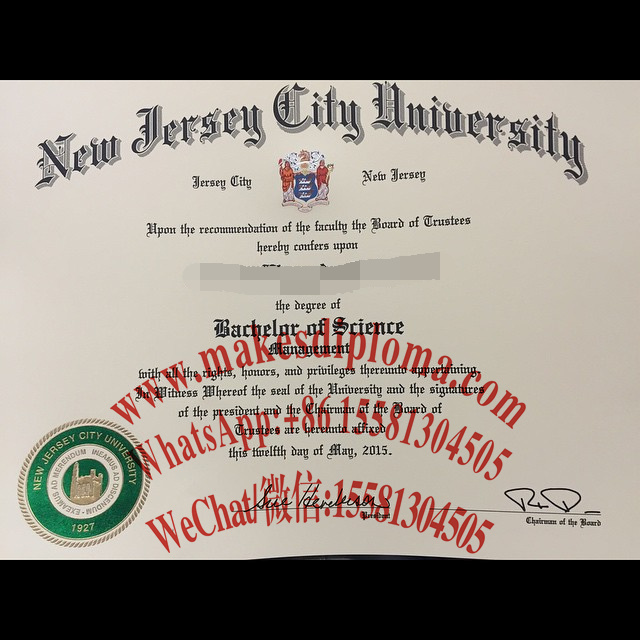 New Jersey City University
Jersey City
New Jersey
Upon the recommendation of the faculty the Board of Trustees
hereby confers upon
the degree of
Bachelor of Science
Management
with all the rights, honors, and privileges thereunto appertaining.
In Witness Whereof the seal of the University and the signatures
of the president and the Chairman of the Board of
Trustees are hereunto affixed
this twelfth day of May, 2015.
www.makesdiploma.com
WhatsApp:+86 15581304505
WeChat/微信:15581304505
NEW JERSEY CITY UNIVERSITY
1927
President
Chairman of the Board